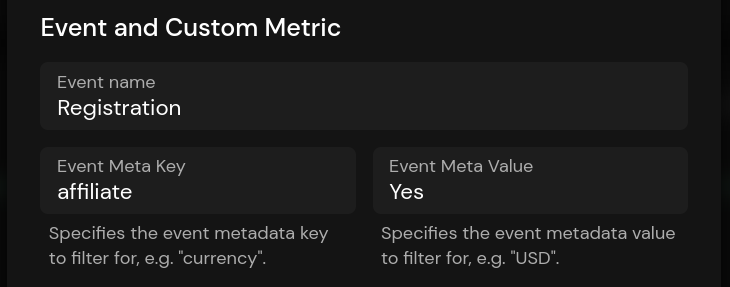 Event and Custom Metric
Event name
Registration
Event Meta Key
affiliate
Event Meta Value
Yes
Specifies the event metadata key
to filter for, e.g. "currency".
Specifies the event metadata value
to filter for, e.g. "USD".